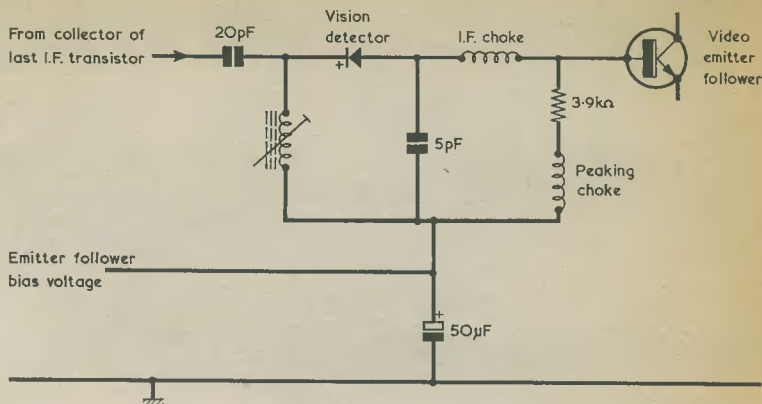 From collector of
last I.F. transistor
20pF
Vision
detector
+
I.F. choke
Video
emitter
follower
3·9kΩ
5pF
Peaking
choke
Emitter follower
bias voltage
+
50μF